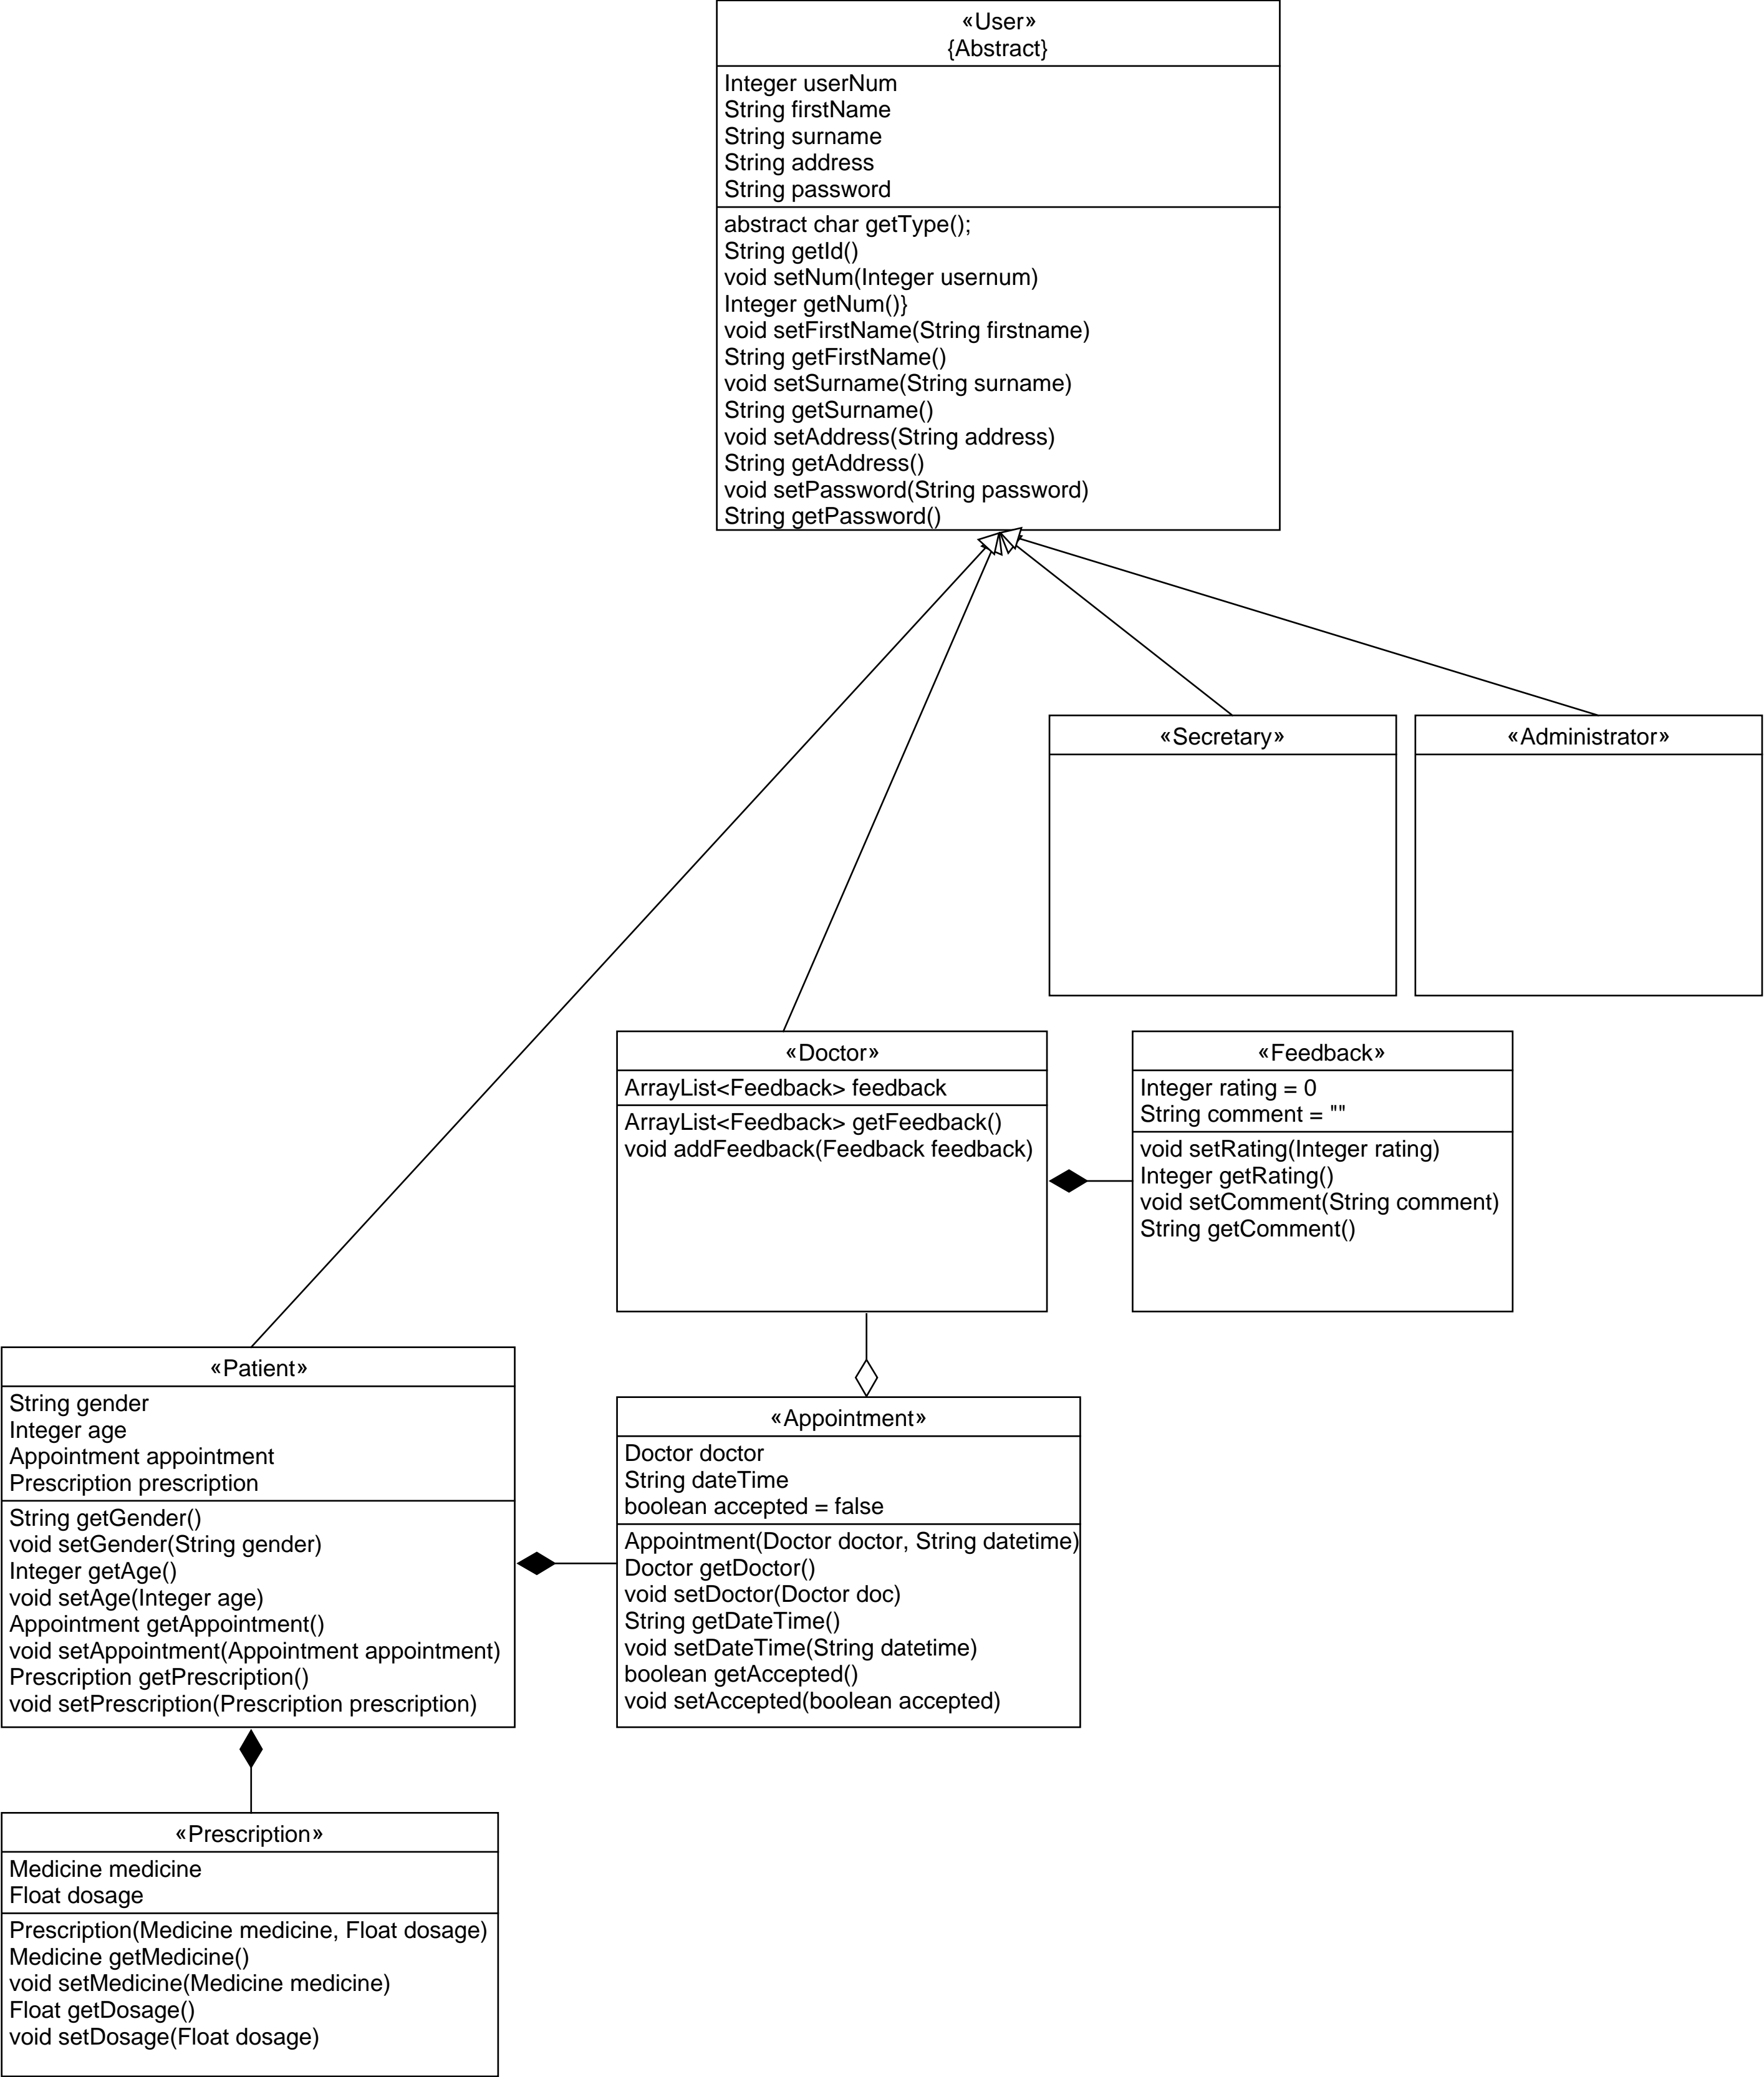 «User»
{Abstract}
Integer userNum
String firstName
String surname
String address
String password
abstract char getType();
String getId()
void setNum(Integer usernum)
Integer getNum()}
void setFirstName(String firstname)
String getFirstName()
void setSurname(String surname)
String getSurname()
void setAddress(String address)
String getAddress()
void setPassword(String password)
String getPassword()
«Secretary»
«Administrator»
«Doctor»
ArrayList<Feedback> feedback
ArrayList<Feedback> getFeedback()
void addFeedback(Feedback feedback)
«Feedback»
Integer rating = 0
String comment = ""
void setRating(Integer rating)
Integer getRating()
void setComment(String comment)
String getComment()
«Patient»
String gender
Integer age
Appointment appointment
Prescription prescription
String getGender()
void setGender(String gender)
Integer getAge()
void setAge(Integer age)
Appointment getAppointment()
void setAppointment(Appointment appointment)
Prescription getPrescription()
void setPrescription(Prescription prescription)
«Appointment»
Doctor doctor
String dateTime
boolean accepted = false
Appointment(Doctor doctor, String datetime)
Doctor getDoctor()
void setDoctor(Doctor doc)
String getDateTime()
void setDateTime(String datetime)
boolean getAccepted()
void setAccepted(boolean accepted)
«Prescription»
Medicine medicine
Float dosage
Prescription(Medicine medicine, Float dosage)
Medicine getMedicine()
void setMedicine(Medicine medicine)
Float getDosage()
void setDosage(Float dosage)